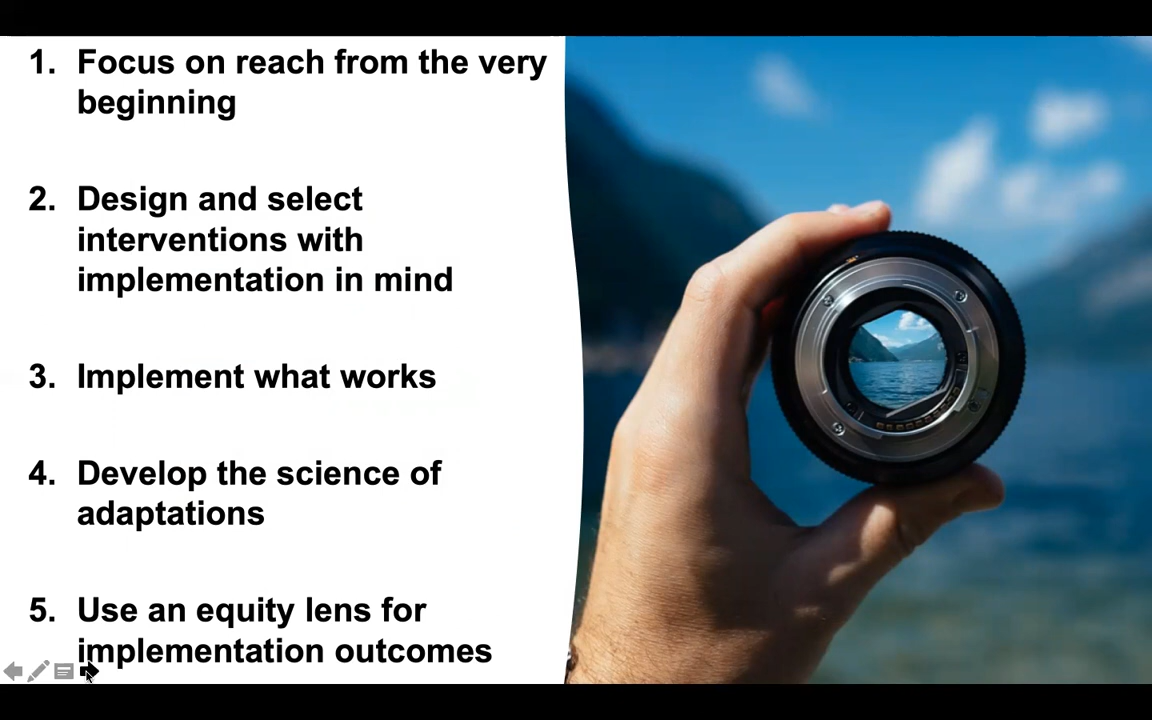 1. Focus on reach from the very
beginning
2. Design and select
interventions with
implementation in mind
3. Implement what works
4. Develop the science of
adaptations
5. Use an equity lens for
implementation outcomes